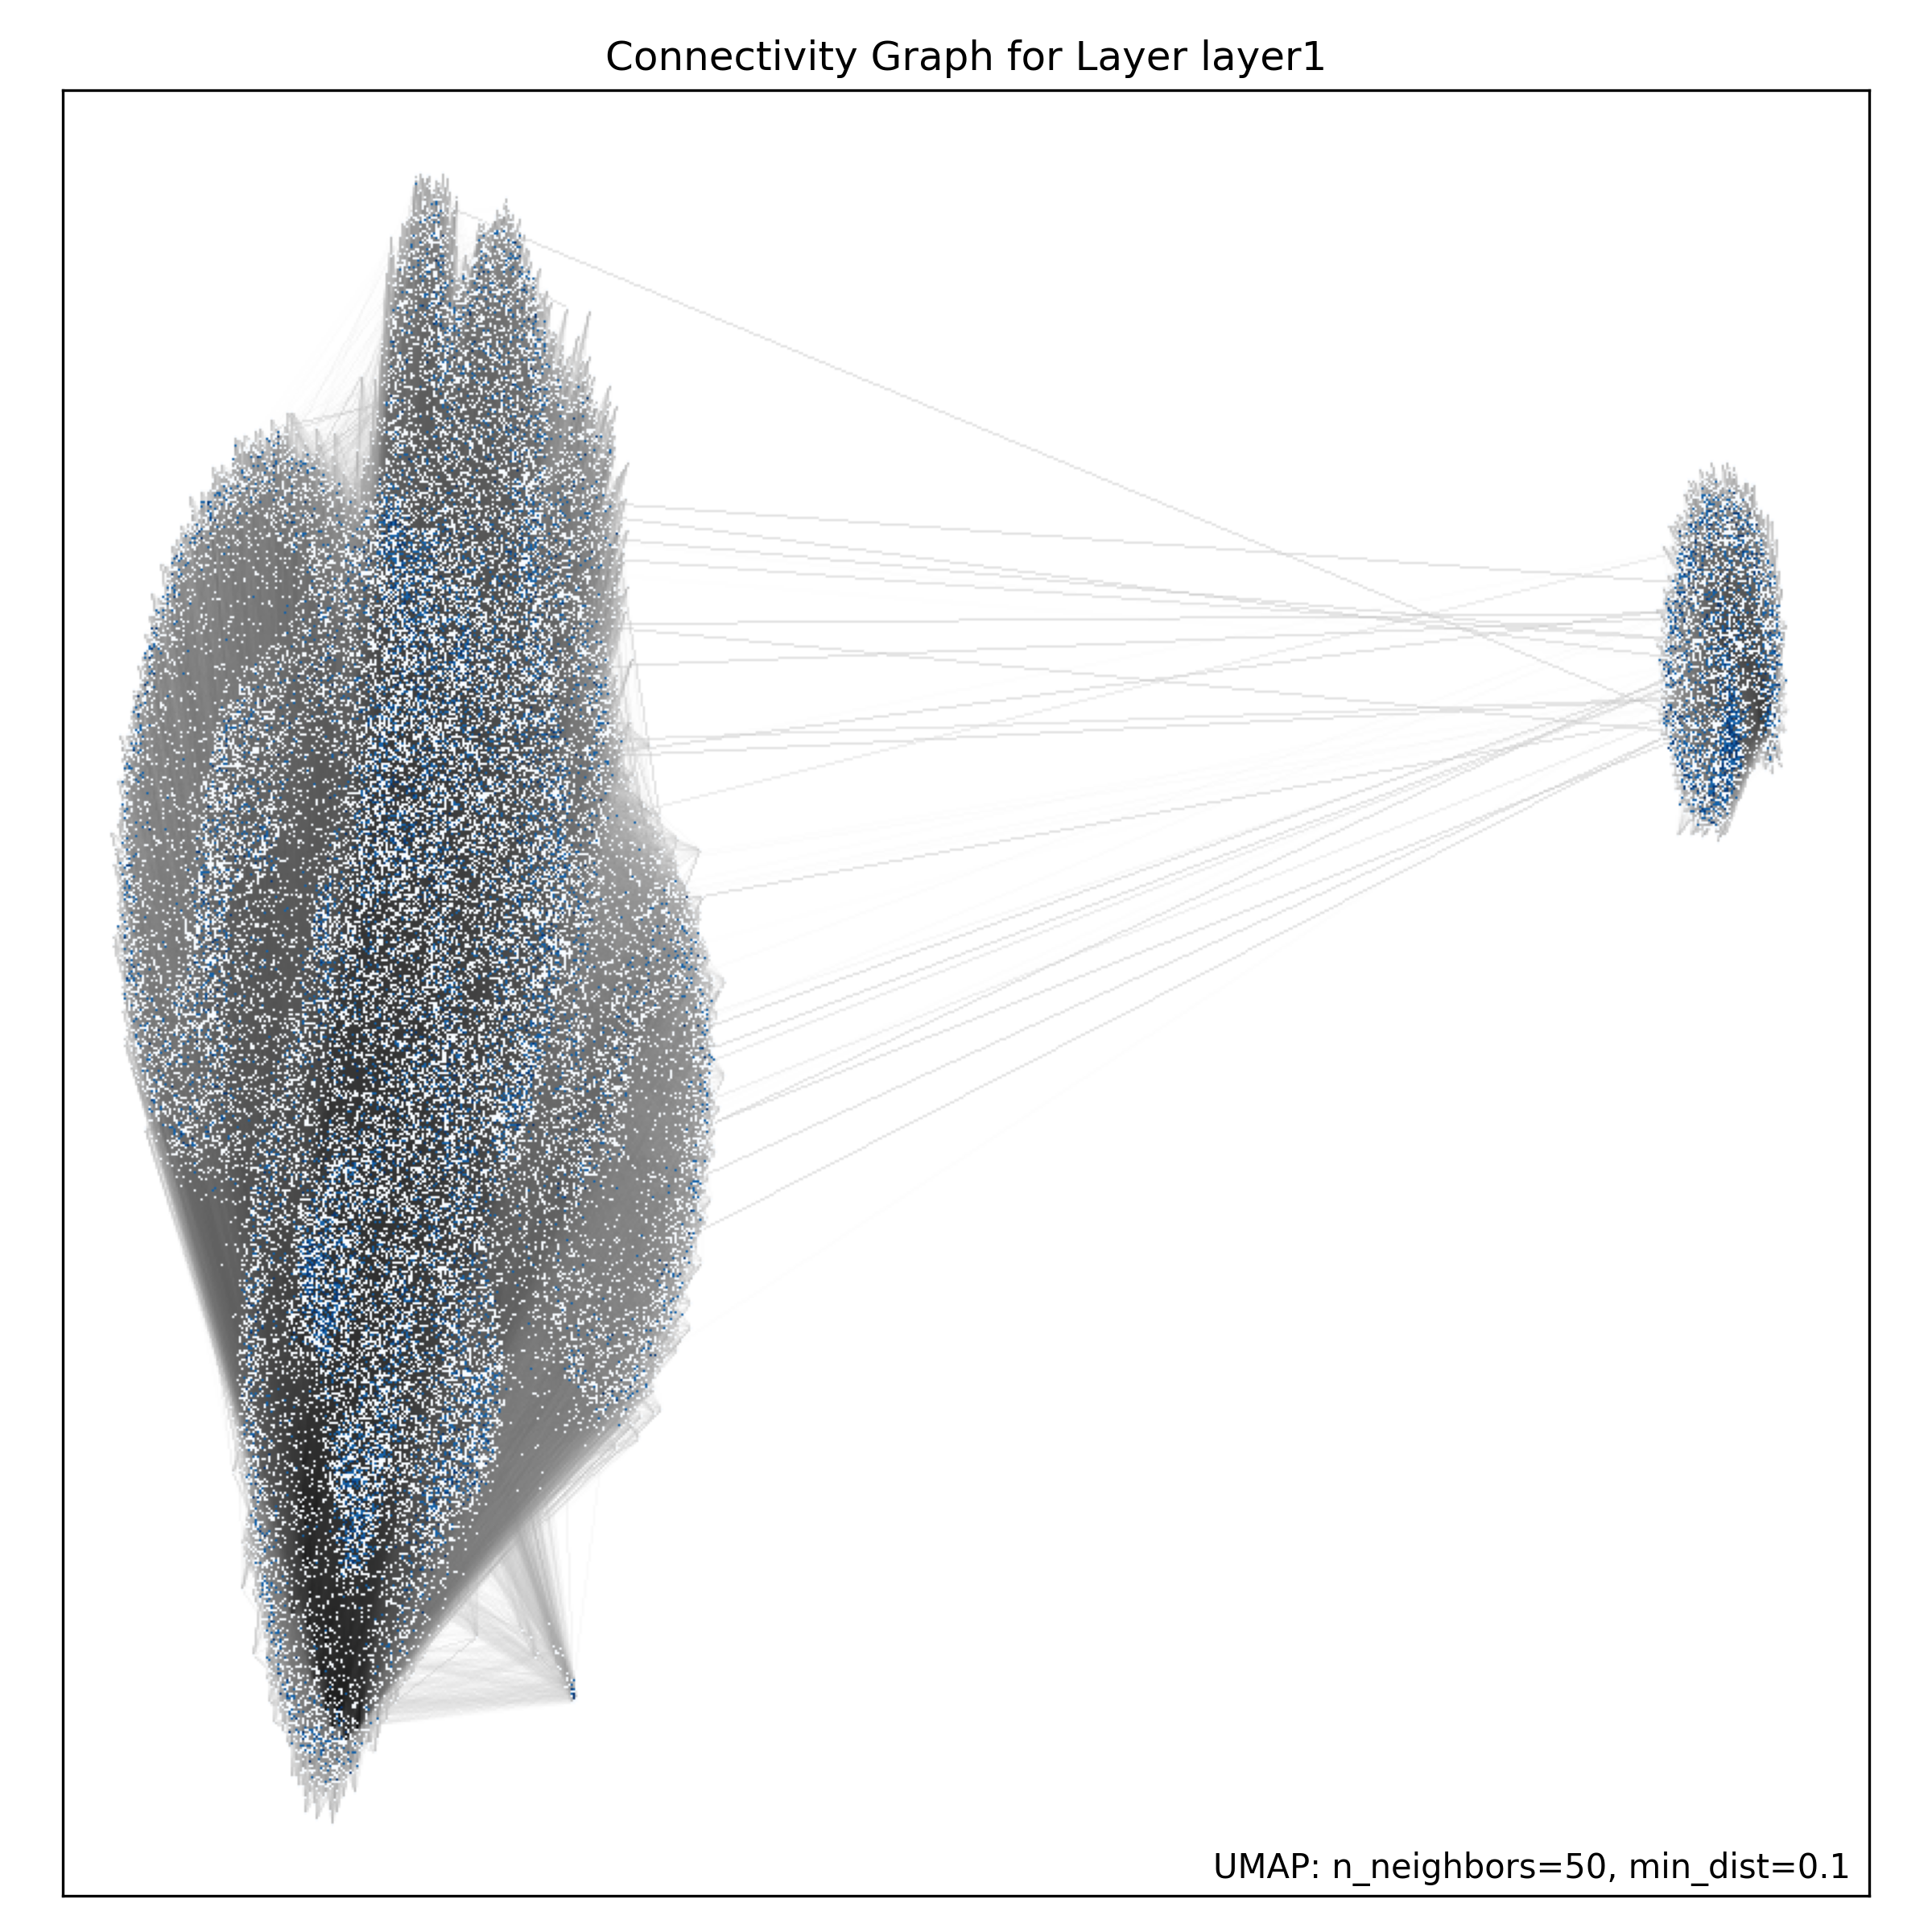 Connectivity Graph for Layer layer1
UMAP: n_neighbors=50, min_dist=0.1